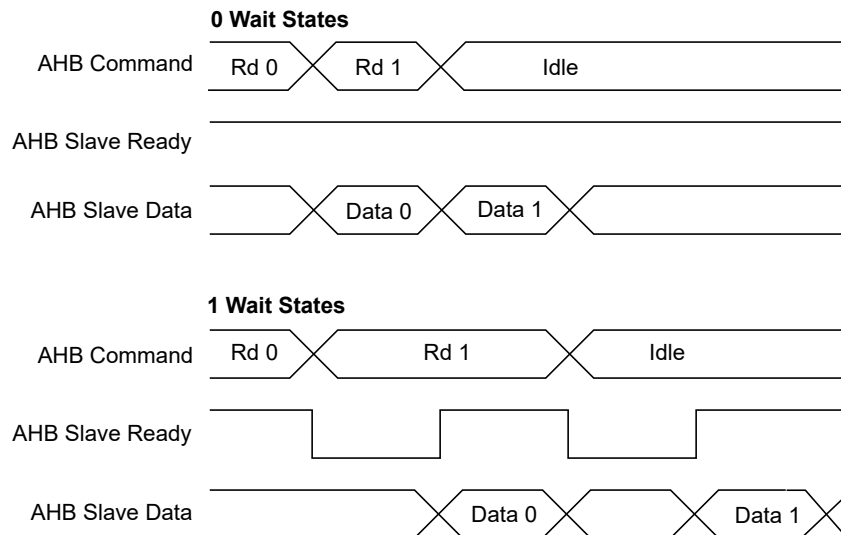 0 Wait States
AHB Command Rd 0 Rd 1 Idle
AHB Slave Ready
AHB Slave Data Data 0 Data 1
1 Wait States
AHB Command Rd 0 Rd 1 Idle
AHB Slave Ready
AHB Slave Data Data 0 Data 1